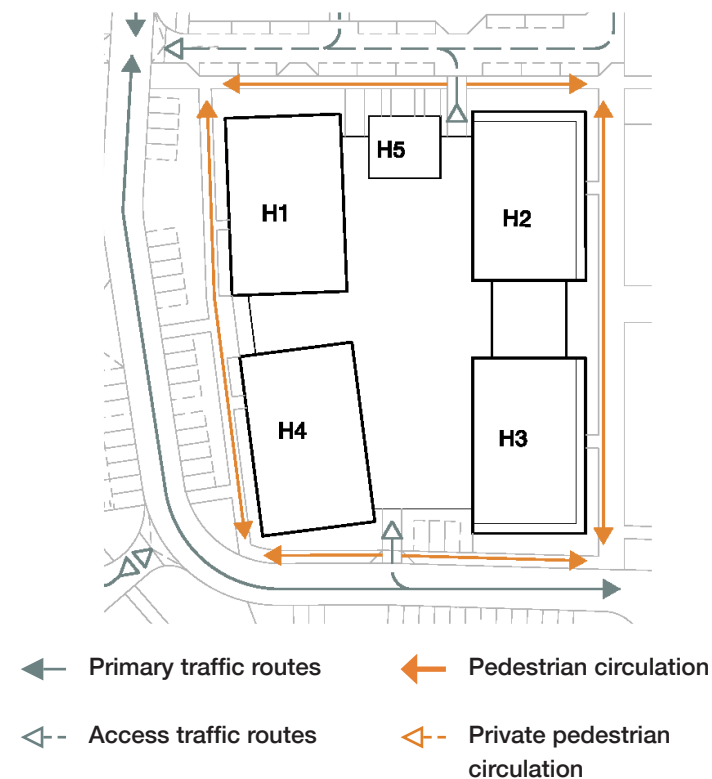 H5
H1
H2
H4
H3
Primary traffic routes
Pedestrian circulation
Access traffic routes
Private pedestrian
circulation